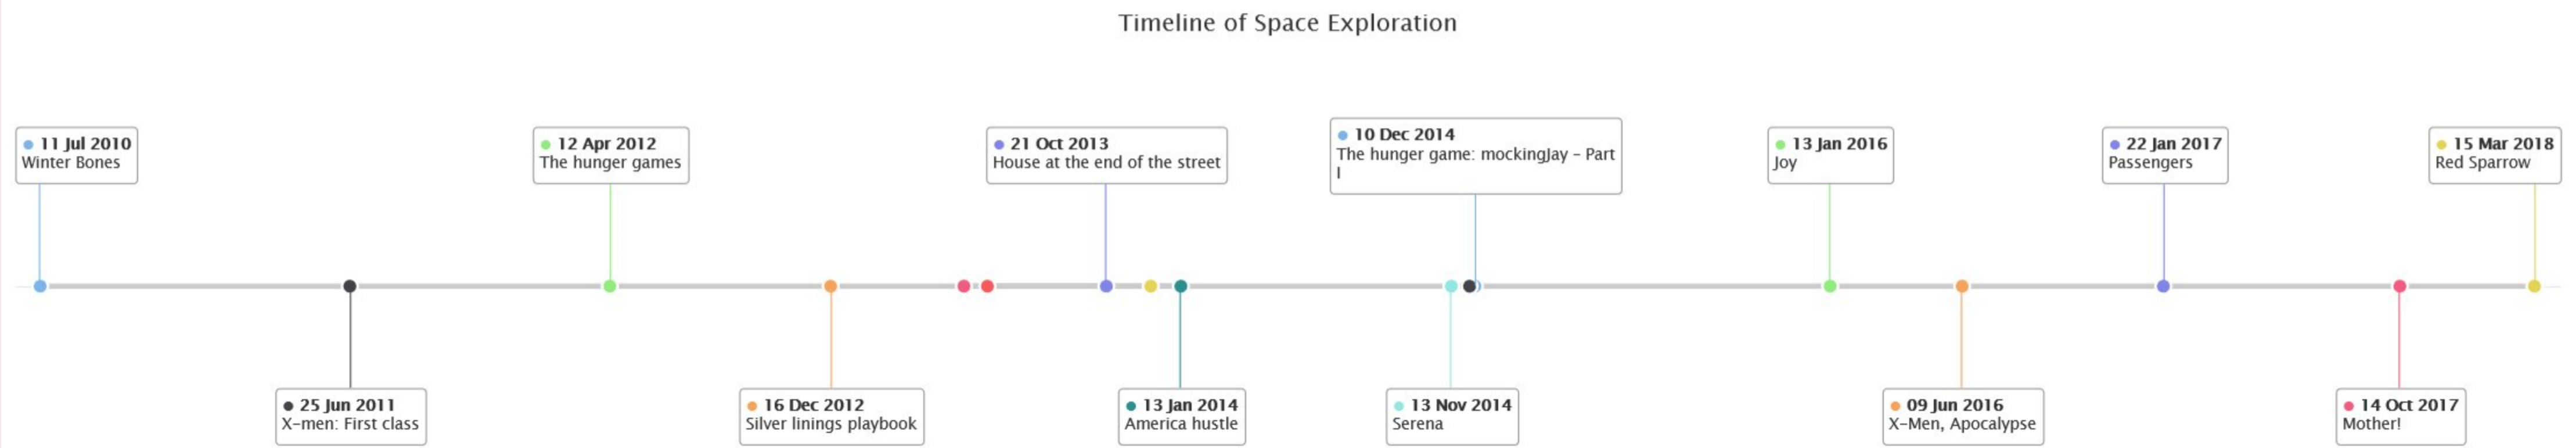 Timeline of Space Exploration
11 Jul 2010
Winter Bones
12 Apr 2012
The hunger games
21 Oct 2013
House at the end of the street
10 Dec 2014
The hunger game: mockingJay - Part
I
13 Jan 2016
Joy
22 Jan 2017
Passengers
15 Mar 2018
Red Sparrow
25 Jun 2011
X-men: First class
16 Dec 2012
Silver linings playbook
13 Jan 2014
America hustle
13 Nov 2014
Serena
09 Jun 2016
X-Men, Apocalypse
14 Oct 2017
Mother!